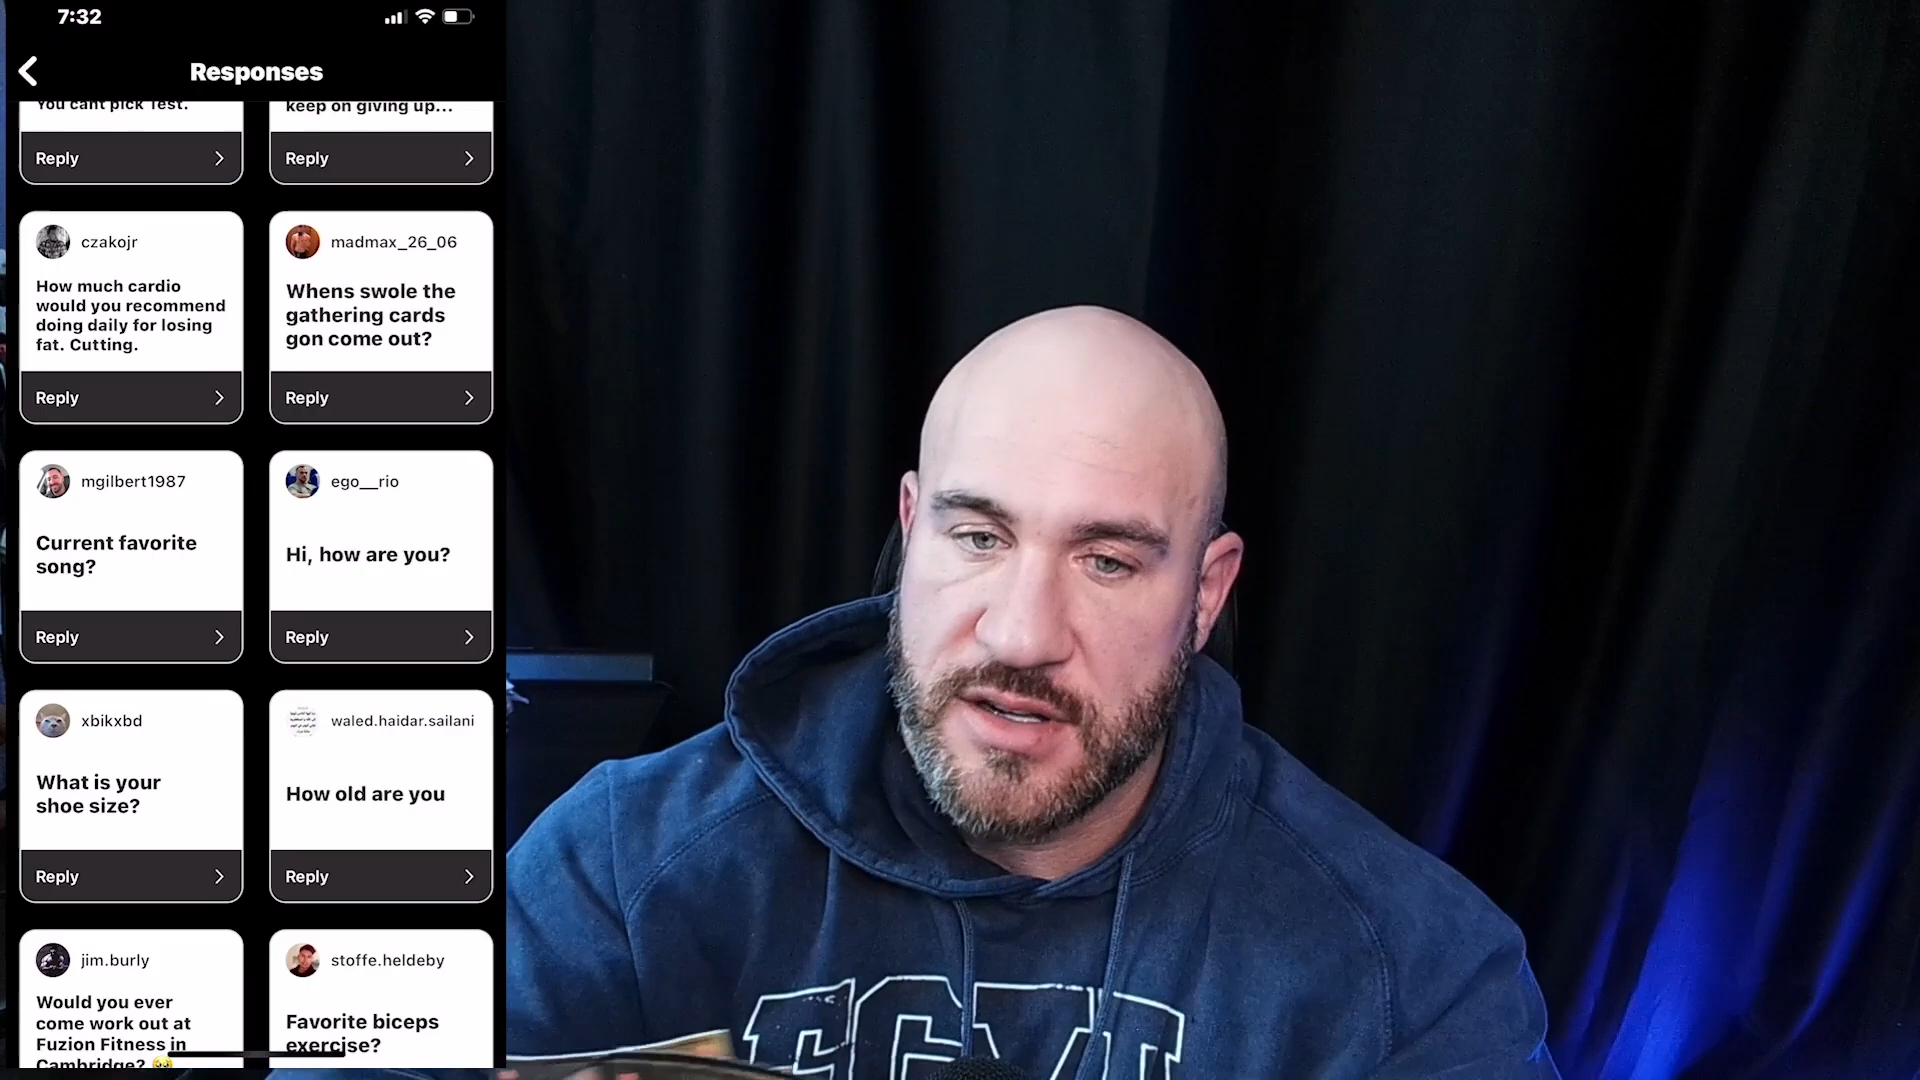 7:32
Responses
You cant pick Test.
keep on giving up...
Reply
Reply
czakojr
How much cardio
would you recommend
doing daily for losing
fat. Cutting.
Reply
madmax_26_06
Whens swole the
gathering cards
gon come out?
Reply
mgilbert1987
Current favorite
song?
Reply
ego__rio
Hi, how are you?
Reply
xbikxbd
What is your
shoe size?
Reply
waled.haidar.sailani
How old are you
Reply
jim.burly
Would you ever
come work out at
Fuzion Fitness in
Cambridge? 🥹
stoffe.heldeby
Favorite biceps
exercise?